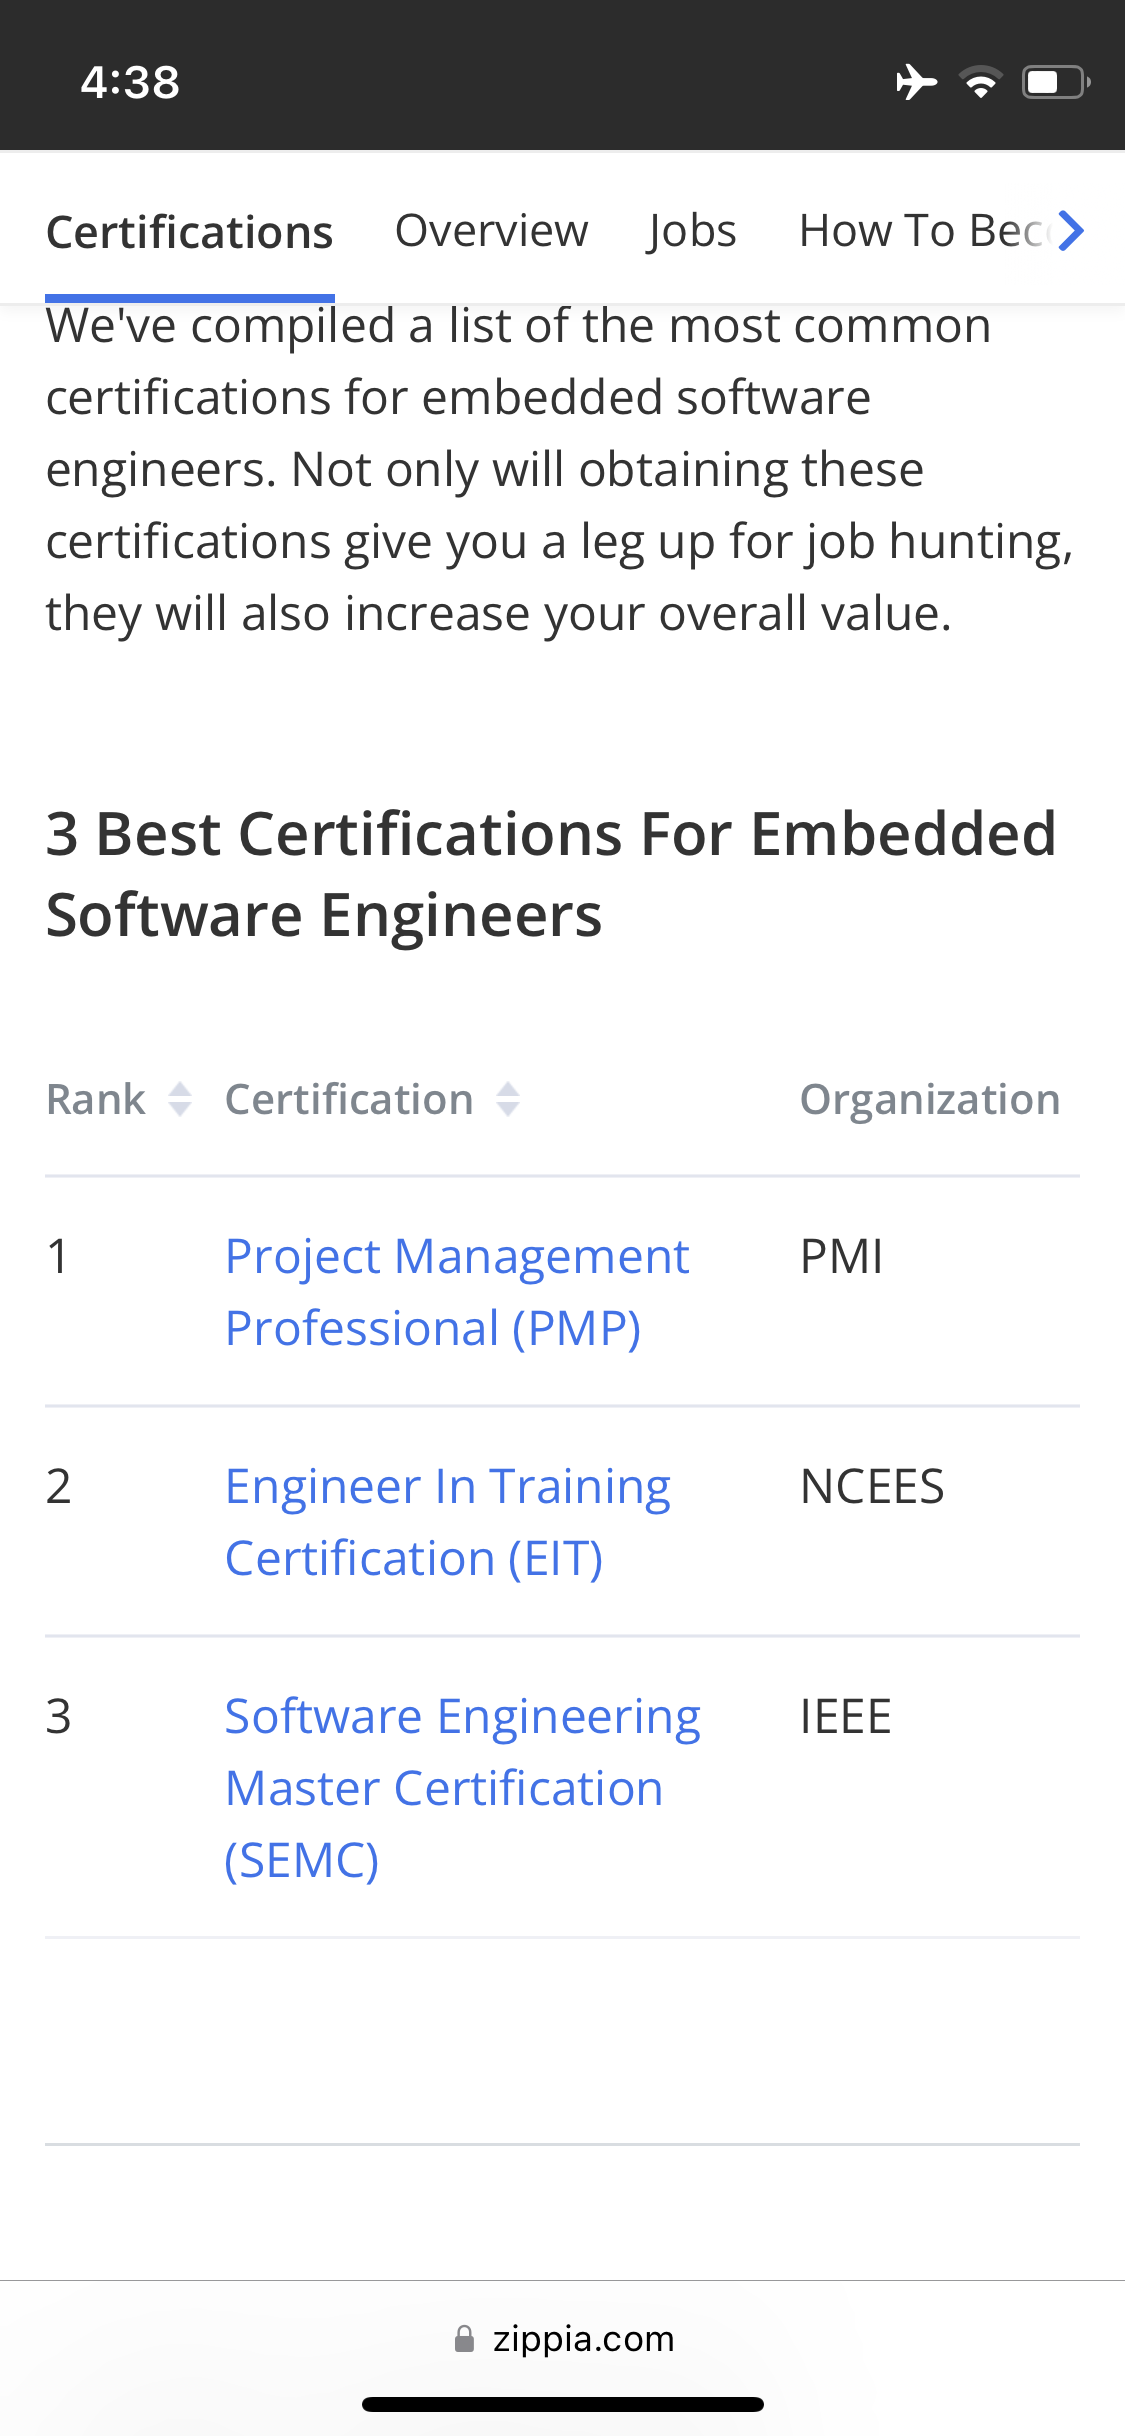 4:38
Certifications Overview Jobs How To Bec
We've compiled a list of the most common
certifications for embedded software
engineers. Not only will obtaining these
certifications give you a leg up for job hunting,
they will also increase your overall value.
3 Best Certifications For Embedded
Software Engineers
Rank Certification Organization
1 Project Management PMI
Professional (PMP)
2 Engineer In Training NCEES
Certification (EIT)
3 Software Engineering IEEE
Master Certification
(SEMC)
zippia.com